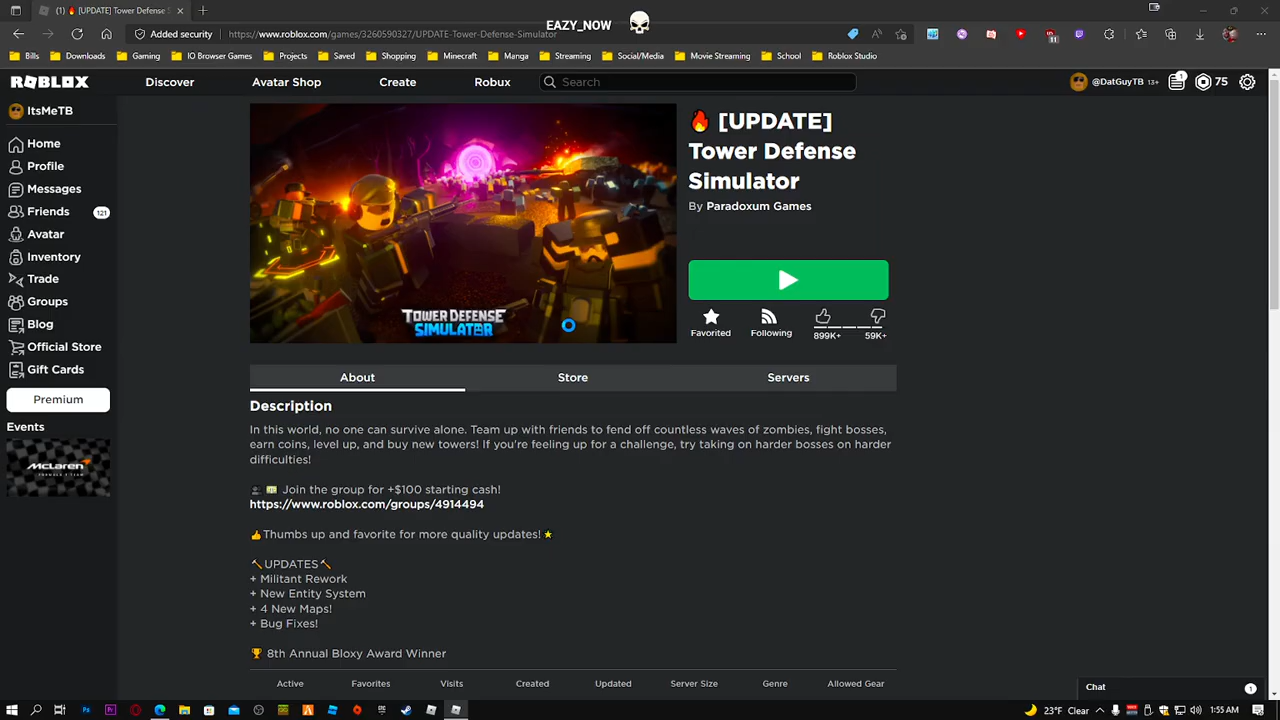 (1) 🔥 [UPDATE] Tower Defense S
EAZY_NOW
Added security
https://www.roblox.com/games/3260590327/UPDATE-Tower-Defense-Simulator
Bills
Downloads
Gaming
IO Browser Games
Projects
Saved
Shopping
Minecraft
Manga
Streaming
Social/Media
Movie Streaming
School
Roblox Studio
ROBLOX
Discover
Avatar Shop
Create
Robux
Search
@DatGuyTB 13+
1
75
ItsMeTB
Home
Profile
Messages
Friends 121
Avatar
Inventory
Trade
Groups
Blog
Official Store
Gift Cards
Premium
Events
McLaren
TOWER DEFENSE
SIMULATOR
🔥 [UPDATE]
Tower Defense
Simulator
By Paradoxum Games
Favorited
Following
899K+
59K+
About
Store
Servers
Description
In this world, no one can survive alone. Team up with friends to fend off countless waves of zombies, fight bosses,
earn coins, level up, and buy new towers! If you're feeling up for a challenge, try taking on harder bosses on harder
difficulties!
Join the group for +$100 starting cash!
https://www.roblox.com/groups/4914494
👍Thumbs up and favorite for more quality updates!⭐
🔨UPDATES🔨
+ Militant Rework
+ New Entity System
+ 4 New Maps!
+ Bug Fixes!
🏆 8th Annual Bloxy Award Winner
Active
Favorites
Visits
Created
Updated
Server Size
Genre
Allowed Gear
Chat
1
23°F Clear
1:55 AM